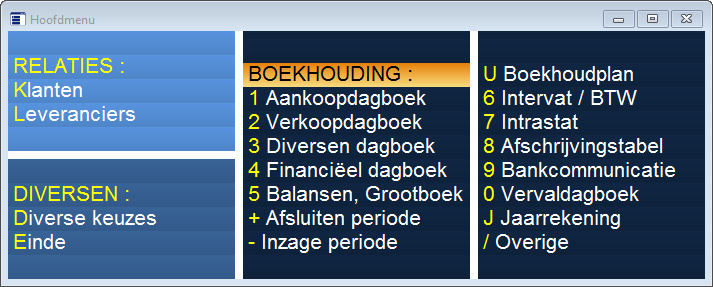 Hoofdmenu
RELATIES :
Klanten
Leveranciers
DIVERSEN :
Diverse keuzes
Einde
BOEKHOUDING :
1 Aankoopdagboek
2 Verkoopdagboek
3 Diversen dagboek
4 Financiëel dagboek
5 Balansen, Grootboek
+ Afsluiten periode
- Inzage periode
U Boekhoudplan
6 Intervat / BTW
7 Intrastat
8 Afschrijvingstabel
9 Bankcommunicatie
0 Vervaldagboek
J Jaarrekening
/ Overige